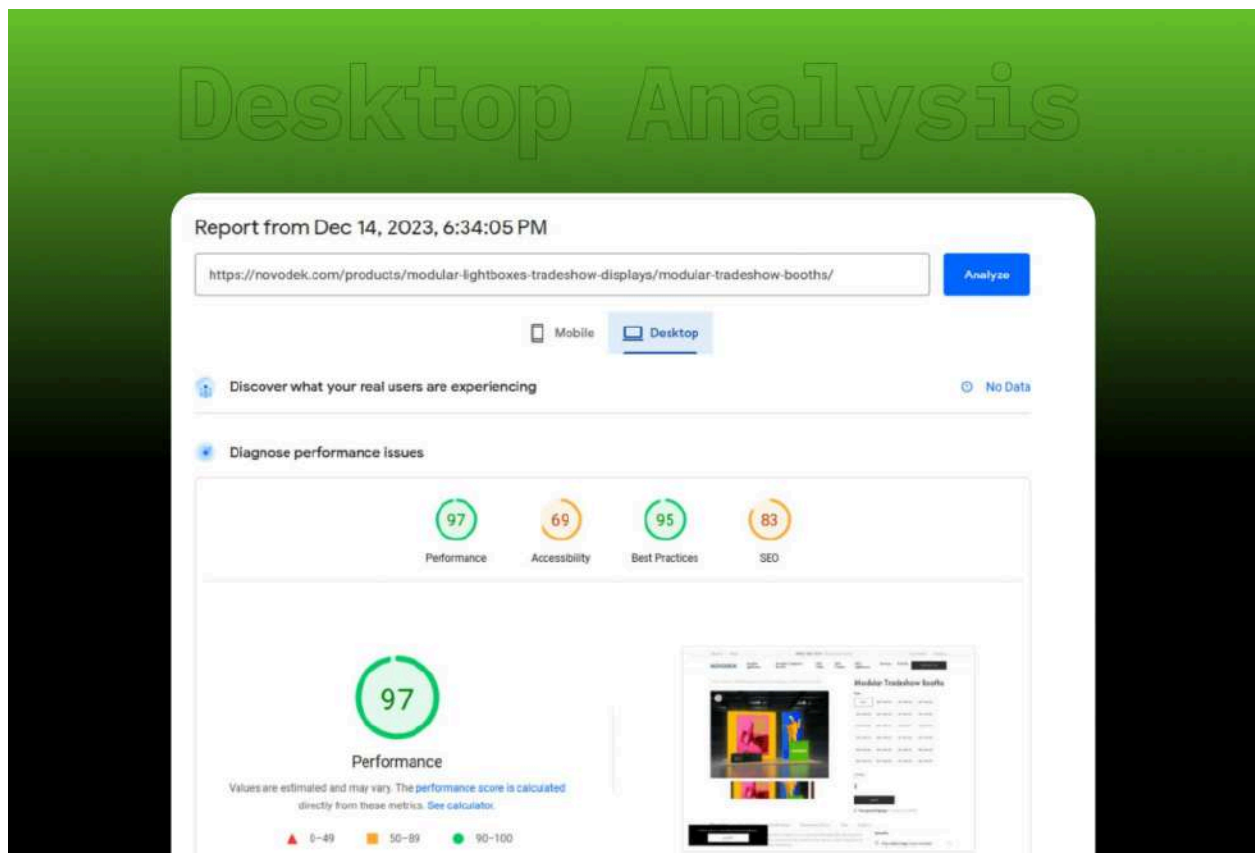 Desktop Analysis
Report from Dec 14, 2023, 6:34:05 PM
https://novodek.com/products/modular-lightboxes-tradeshow-displays/modular-tradeshow-booths/
Analyze
Mobile
Desktop
Discover what your real users are experiencing
No Data
Diagnose performance issues
97
69
95
83
Performance
Accessibility
Best Practices
SEO
97
Performance
Values are estimated and may vary. The performance score is calculated
directly from these metrics. See calculator.
0–49
50–89
90–100
Modular Tradeshow Booths